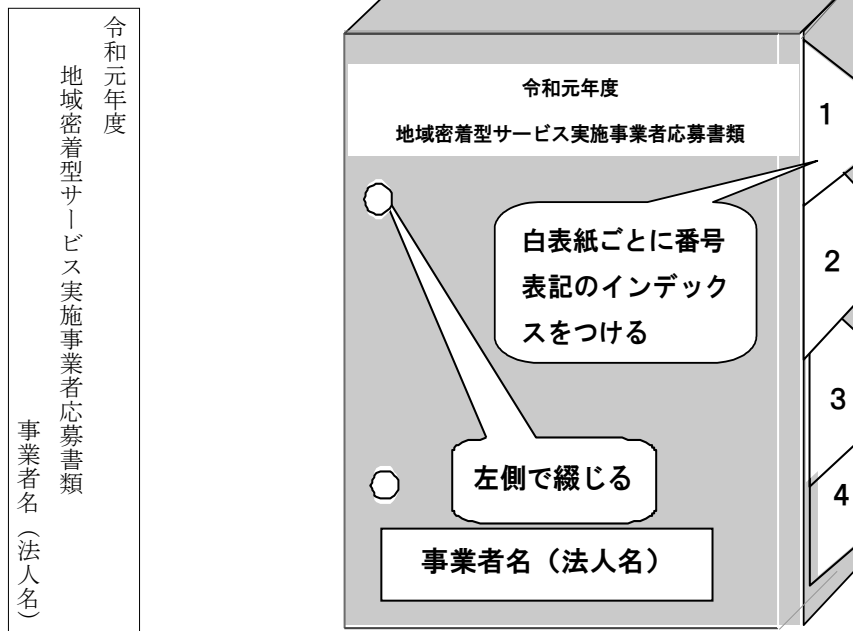 令和元年度
地域密着型サービス実施事業者応募書類
事業者名（法人名）
令和元年度
地域密着型サービス実施事業者応募書類
1
白表紙ごとに番号
表記のインデック
スをつける
2
3
左側で綴じる
4
事業者名（法人名）